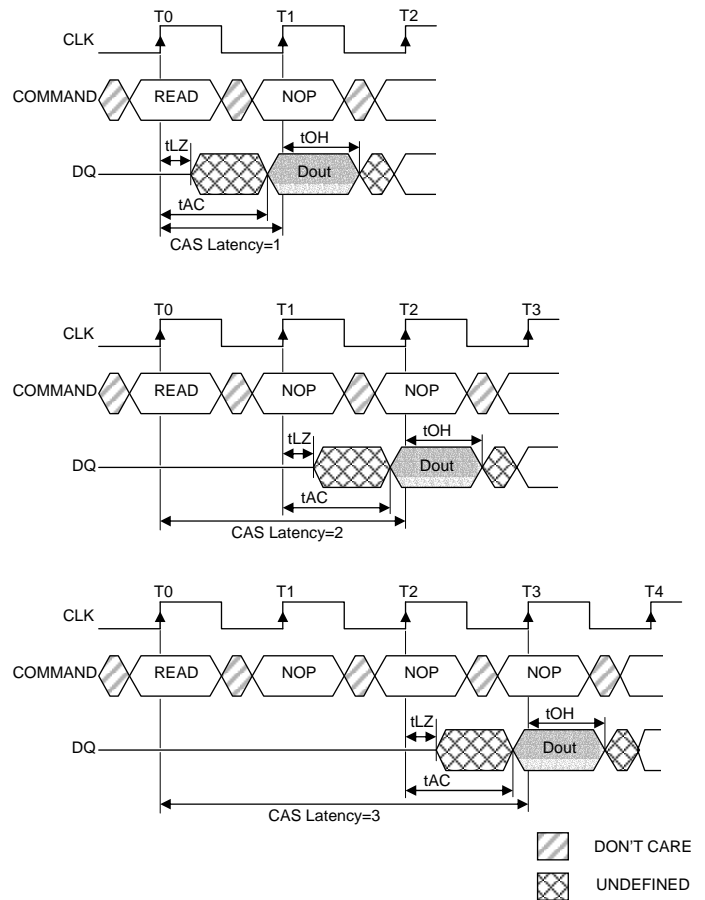 T0 T1 T2
CLK
COMMAND READ NOP
tLZ tOH
DQ Dout
tAC
CAS Latency=1
T0 T1 T2 T3
CLK
COMMAND READ NOP NOP
tLZ tOH
DQ Dout
tAC
CAS Latency=2
T0 T1 T2 T3 T4
CLK
COMMAND READ NOP NOP NOP
tLZ tOH
DQ Dout
tAC
CAS Latency=3
DON'T CARE
UNDEFINED